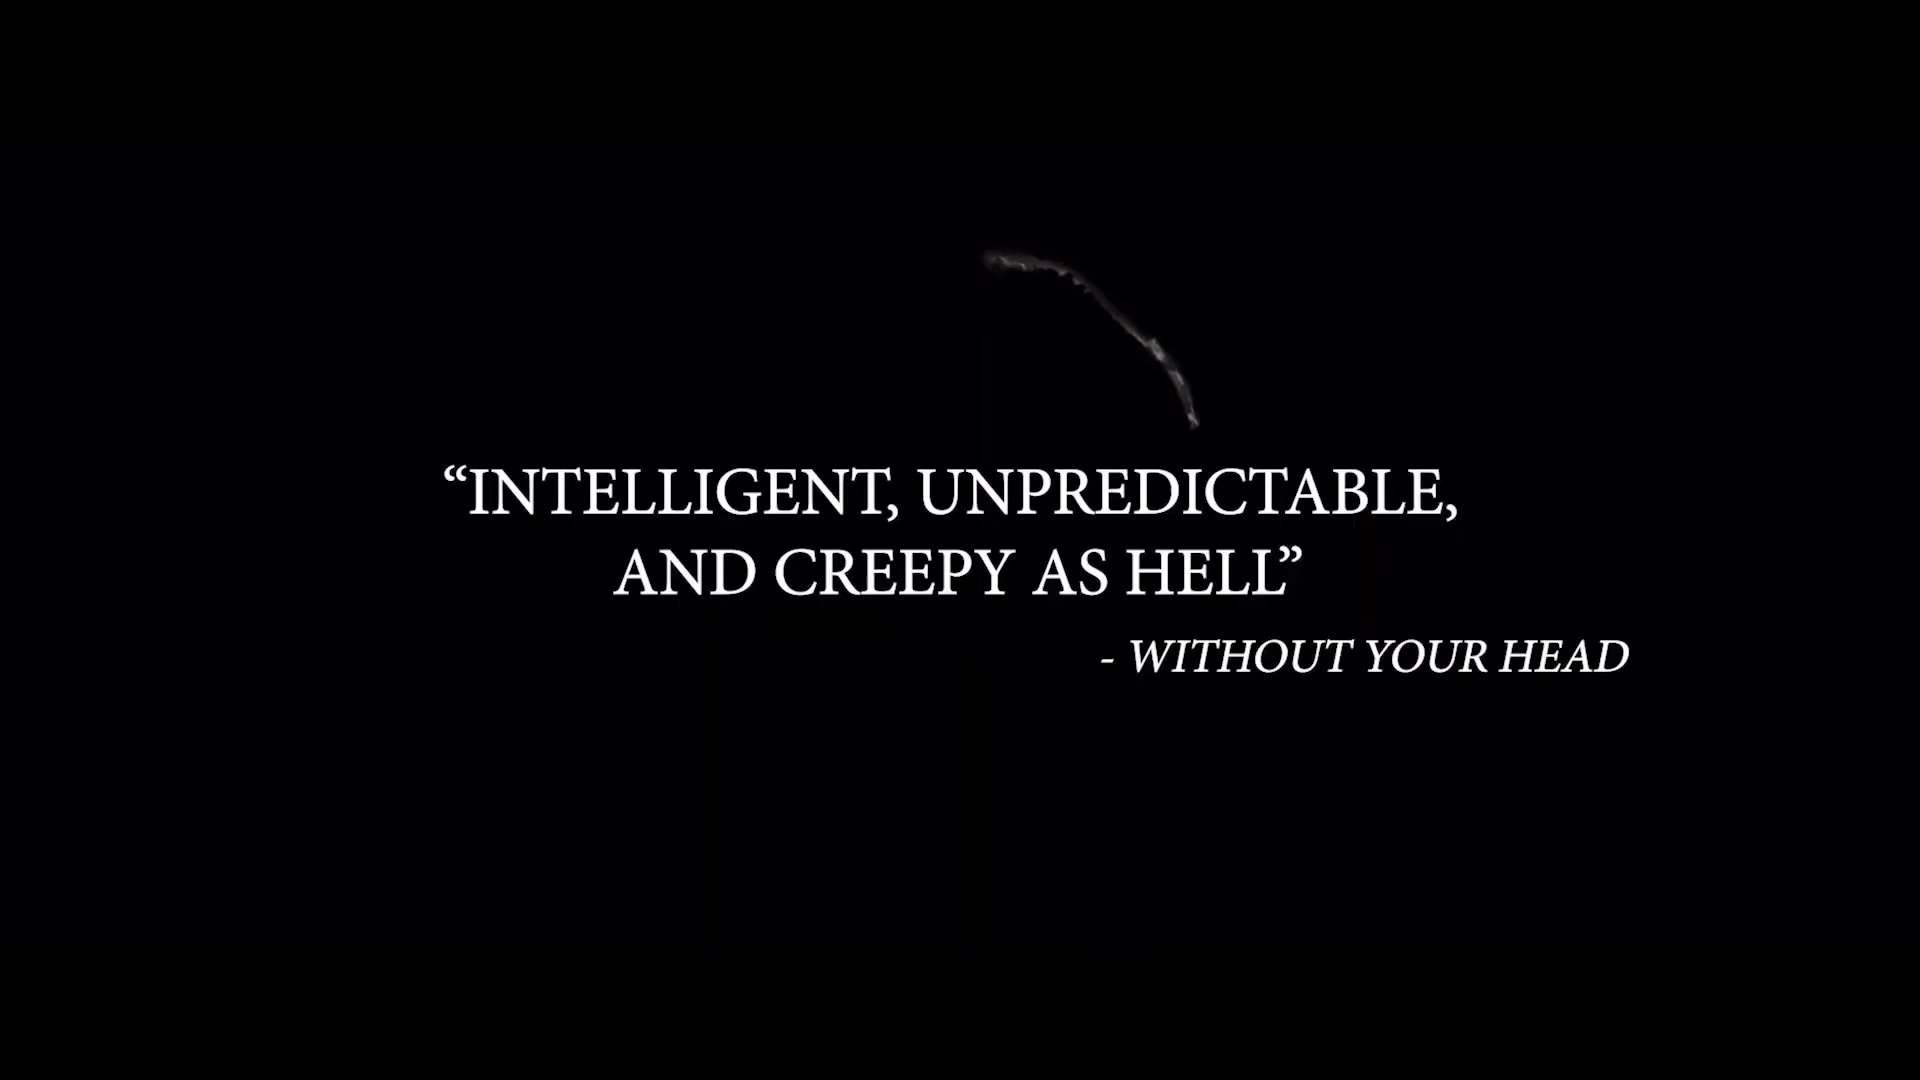 “INTELLIGENT, UNPREDICTABLE,
AND CREEPY AS HELL”
- WITHOUT YOUR HEAD